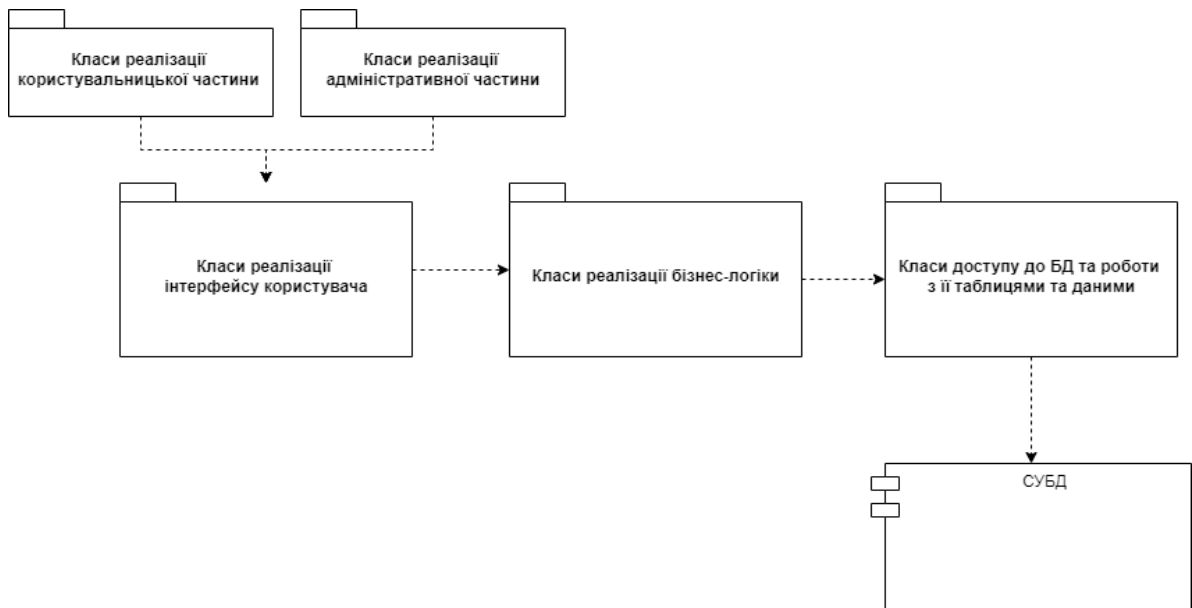 Класи реалізації
користувальницької частини
Класи реалізації
адміністративної частини
Класи реалізації
інтерфейсу користувача
Класи реалізації бізнес-логіки
Класи доступу до БД та роботи
з її таблицями та даними
СУБД